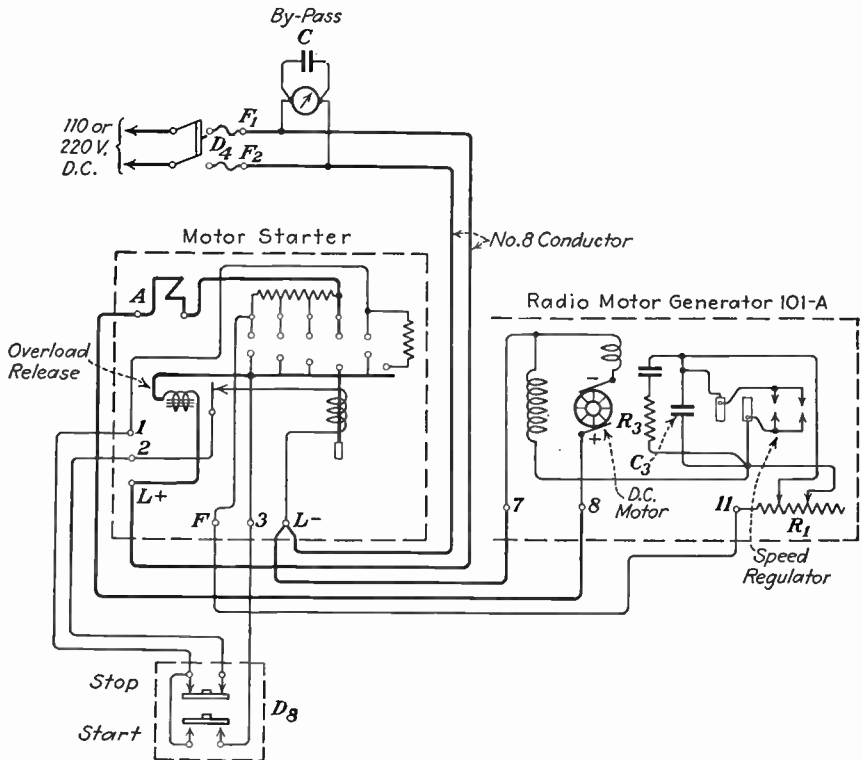 By-Pass
C
110 or
220 V.
D.C.
F1
D4
F2
No.8 Conductor
Motor Starter
Radio Motor Generator 101-A
A
Overload
Release
1
2
L+
F
3
L-
7
8
-
+
R3
C3
D.C.
Motor
11
R1
Speed
Regulator
Stop
Start
D8